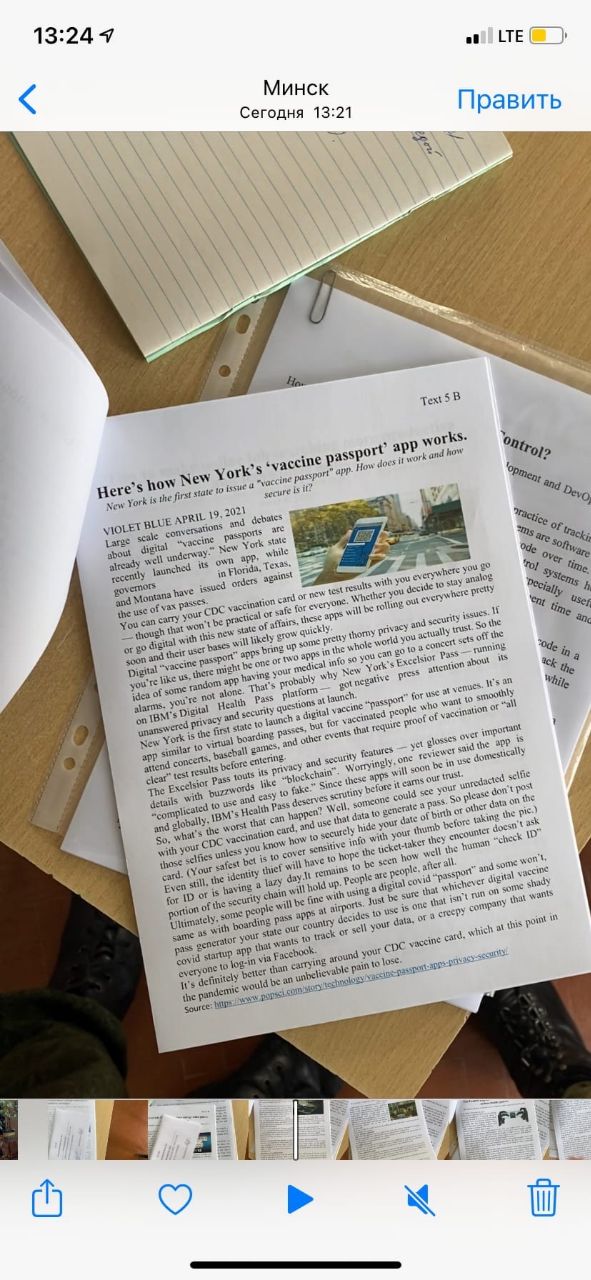 13:24
LTE
Минск
Сегодня 13:21
Править
Text 5 B
Here's how New York's 'vaccine passport' app works.
New York is the first state to issue a "vaccine passport" app. How does it work and how
secure is it?
VIOLET BLUE APRIL 19, 2021
Large scale conversations and debates
about digital "vaccine passports are
already well underway." New York state
recently launched its own app, while
governors in Florida, Texas,
and Montana have issued orders against
the use of vax passes.
You can carry your CDC vaccination card or new test results with you everywhere you go
— though that won't be practical or safe for everyone. Whether you decide to stay analog
or go digital with this new state of affairs, these apps will be rolling out everywhere pretty
soon and their user bases will likely grow quickly.
Digital "vaccine passport" apps bring up some pretty thorny privacy and security issues. If
you're like us, there might be one or two apps in the whole world you actually trust. So the
idea of some random app having your medical info so you can go to a concert sets off the
alarms, you're not alone. That's probably why New York's Excelsior Pass — running
on IBM's Digital Health Pass platform — got negative press attention about its
unanswered privacy and security questions at launch.
New York is the first state to launch a digital vaccine "passport" for use at venues. It's an
app similar to virtual boarding passes, but for vaccinated people who want to smoothly
attend concerts, baseball games, and other events that require proof of vaccination or "all
clear" test results before entering.
The Excelsior Pass touts its privacy and security features — yet glosses over important
details with buzzwords like "blockchain". Worryingly, one reviewer said the app is
"complicated to use and easy to fake." Since these apps will soon be in use domestically
and globally, IBM's Health Pass deserves scrutiny before it earns our trust.
So, what's the worst that can happen? Well, someone could see your unredacted selfie
with your CDC vaccination card, and use that data to generate a pass. So please don't post
those selfies unless you know how to securely hide your date of birth or other data on the
card. (Your safest bet is to cover sensitive info with your thumb before taking the pic.)
Even still, the identity thief will have to hope the ticket-taker they encounter doesn't ask
for ID or is having a lazy day.It remains to be seen how well the human "check ID"
portion of the security chain will hold up. People are people, after all.
Ultimately, some people will be fine with using a digital covid "passport" and some won't,
same as with boarding pass apps at airports. Just be sure that whichever digital vaccine
pass generator your state our country decides to use is one that isn't run on some shady
covid startup app that wants to track or sell your data, or a creepy company that wants
everyone to log-in via Facebook.
It's definitely better than carrying around your CDC vaccine card, which at this point in
the pandemic would be an unbelievable pain to lose.
Source: https://www.popsci.com/story/technology/vaccine-passport-apps-privacy-security/
ontrol?
opment and DevO
practice of trackin
ems are software
ode over time.
trol systems h
pecially usef
ent time and
code in a
ack the
while